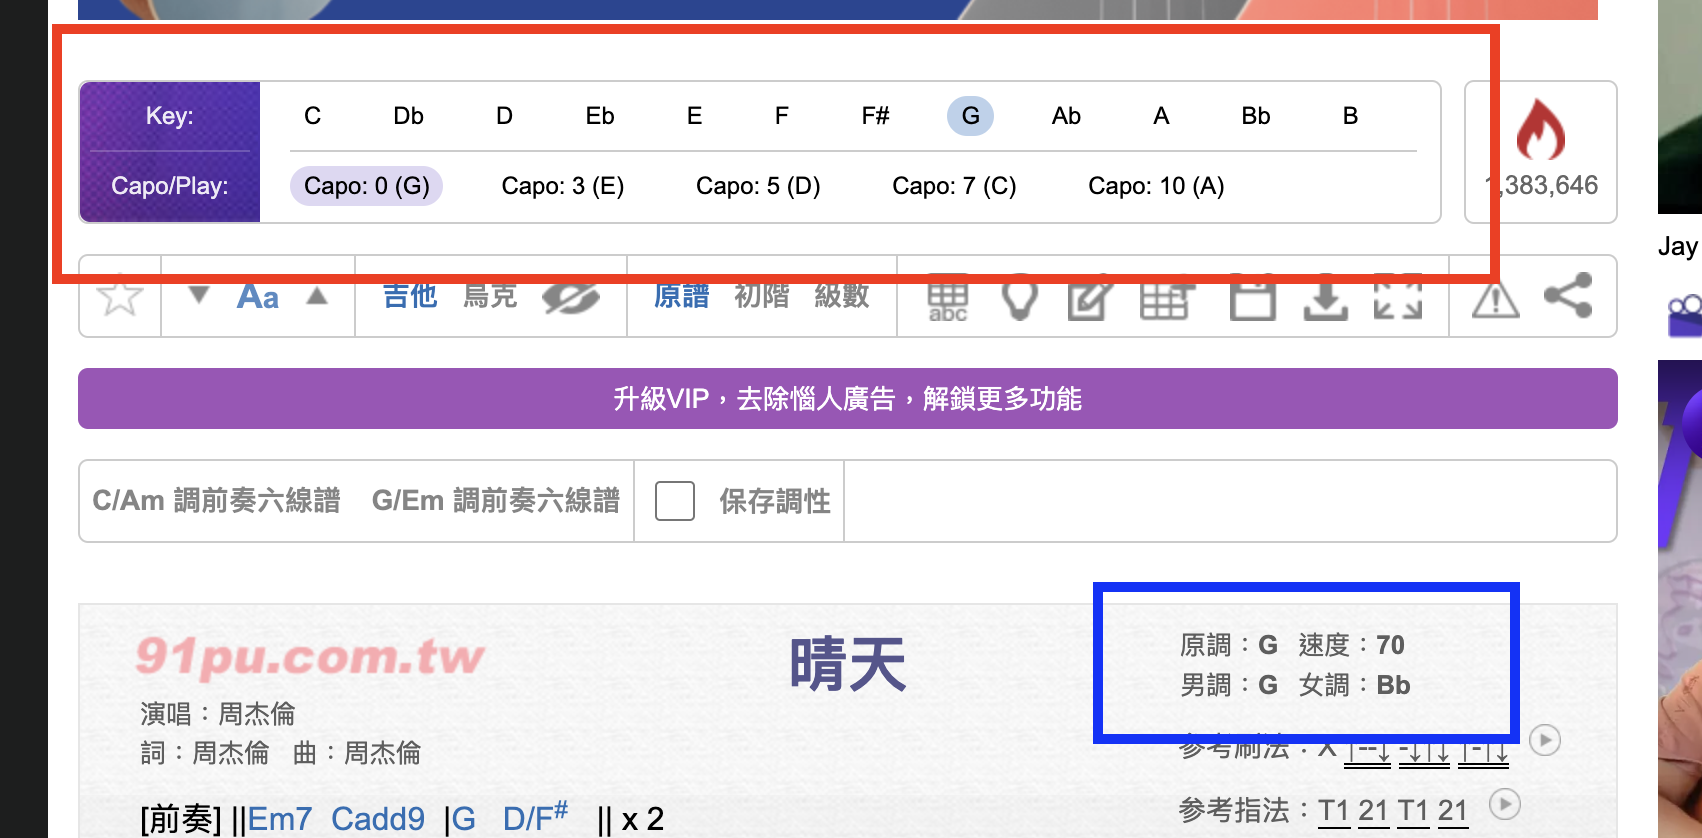 Key: C Db D Eb E F F# G Ab A Bb B
Capo/Play: Capo: 0 (G) Capo: 3 (E) Capo: 5 (D) Capo: 7 (C) Capo: 10 (A)
1,383,646
Jay
Aa 吉他 烏克 原譜 初階 級數 abc
升級VIP，去除惱人廣告，解鎖更多功能
C/Am 調前奏六線譜 G/Em 調前奏六線譜 保存調性
91pu.com.tw
晴天
原調：G 速度：70
男調：G 女調：Bb
演唱：周杰倫
詞：周杰倫 曲：周杰倫
參考刷法：X ↑--↓ -↓↑↓ ↑-↑↓
參考指法：T1 21 T1 21
[前奏] ||Em7 Cadd9 |G D/F# || x 2